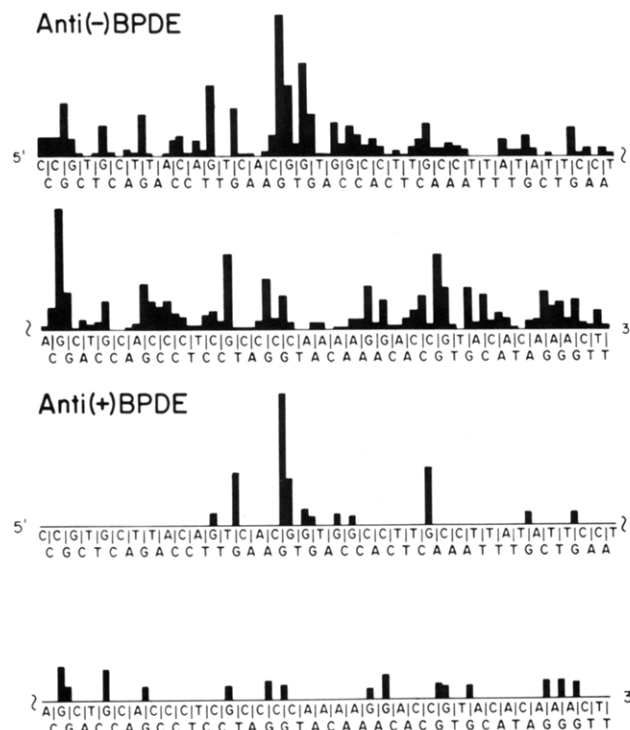 Anti(-)BPDE
5'
C|C|G|T|G|C|T|T|A|C|A|G|T|C|A|C|G|G|T|G|G|C|C|T|T|G|C|C|T|T|A|T|A|T|T|C|C|T
C G C T C A G A C C T T G A A G T G A C C A C T C A A A T T T G C T G A A
3
A|G|C|T|G|C|A|C|C|C|T|C|G|C|C|C|C|A|A|A|A|G|G|A|C|C|G|T|A|C|A|C|A|A|A|C|T|
C G A C C A G C C T C C T A G G T A C A A A C A C G T G C A T A G G G T T
Anti(+)BPDE
5'
C|C|G|T|G|C|T|T|A|C|A|G|T|C|A|C|G|G|T|G|G|C|C|T|T|G|C|C|T|T|A|T|A|T|T|C|C|T
C G C T C A G A C C T T G A A G T G A C C A C T C A A A T T T G C T G A A
3
A|G|C|T|G|C|A|C|C|C|T|C|G|C|C|C|C|A|A|A|A|G|G|A|C|C|G|T|A|C|A|C|A|A|A|C|T|
C G A C C A G C C T C C T A G G T A C A A A C A C G T G C A T A G G G T T